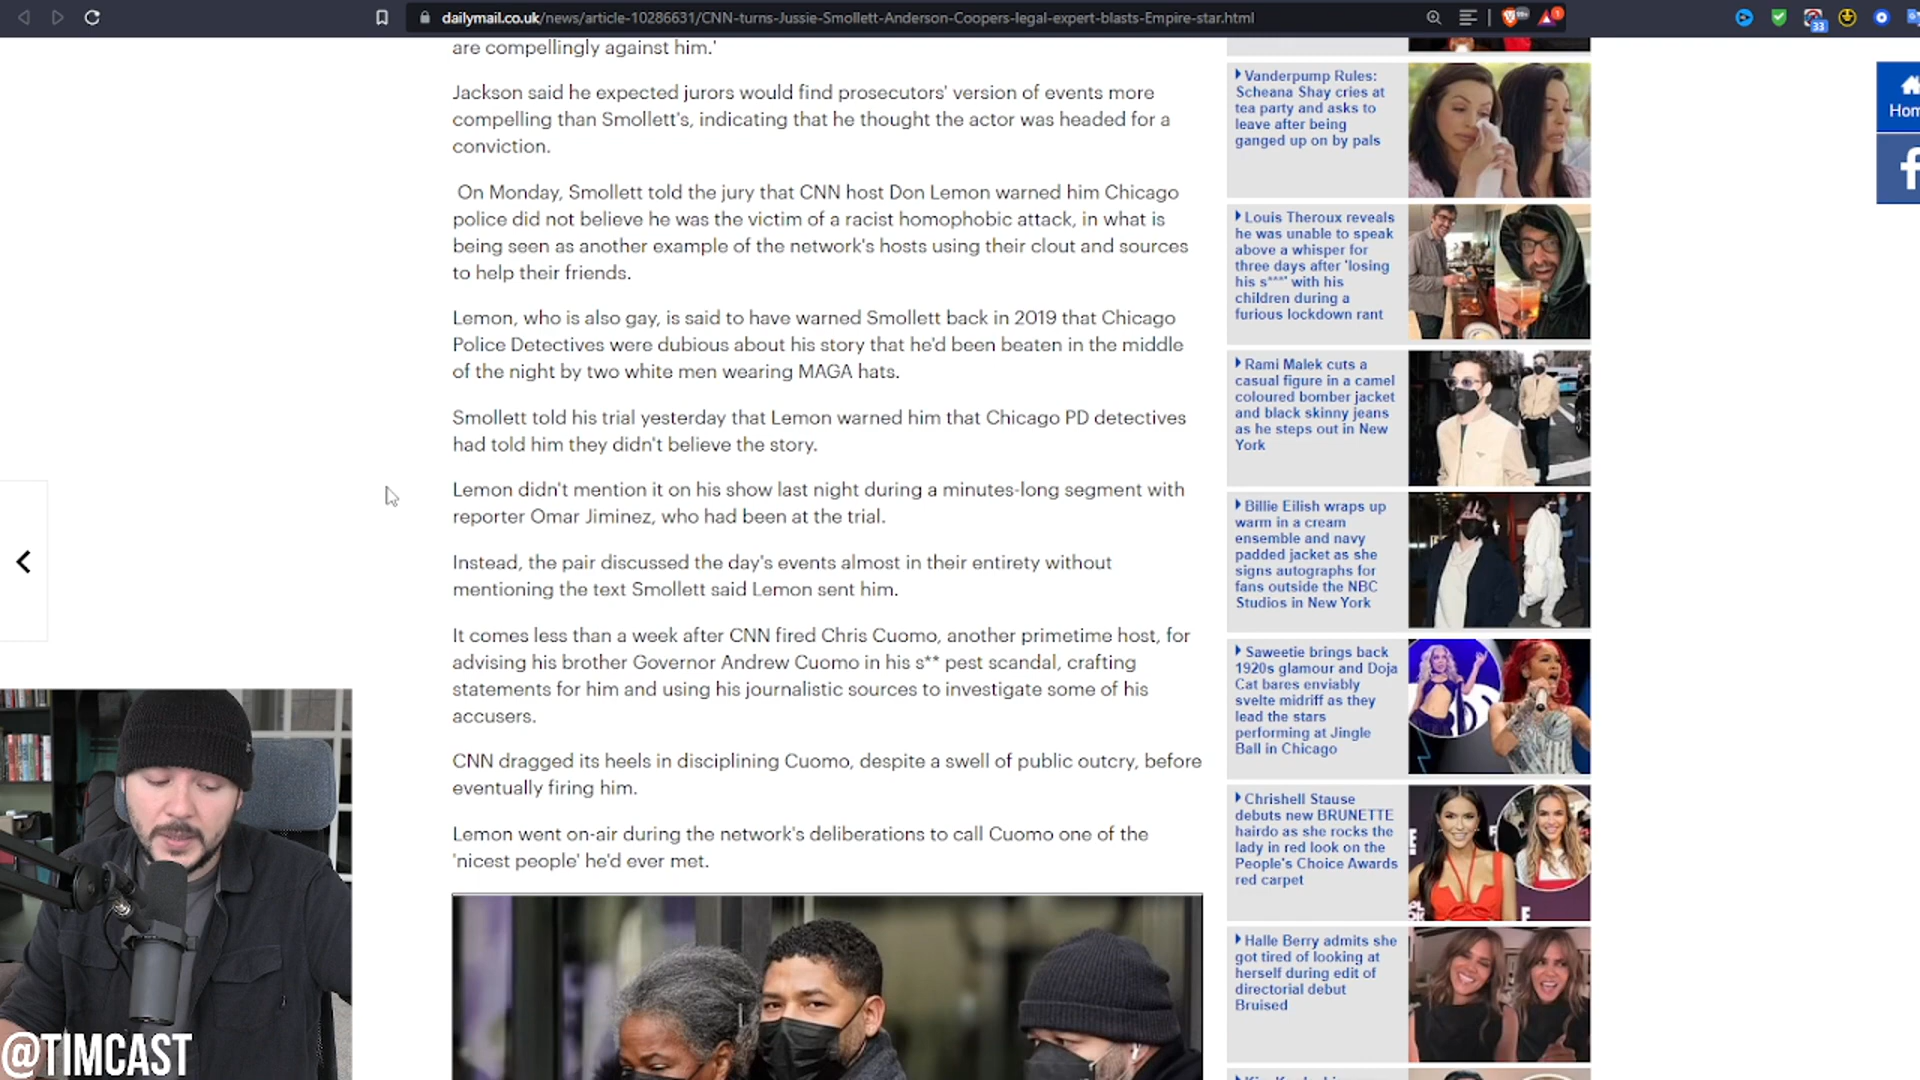 dailymail.co.uk/news/article-10286631/CNN-turns-Jussie-Smollett-Anderson-Coopers-legal-expert-blasts-Empire-star.html
99+
1
33
are compellingly against him.'
Jackson said he expected jurors would find prosecutors' version of events more
compelling than Smollett's, indicating that he thought the actor was headed for a
conviction.
On Monday, Smollett told the jury that CNN host Don Lemon warned him Chicago
police did not believe he was the victim of a racist homophobic attack, in what is
being seen as another example of the network's hosts using their clout and sources
to help their friends.
Lemon, who is also gay, is said to have warned Smollett back in 2019 that Chicago
Police Detectives were dubious about his story that he'd been beaten in the middle
of the night by two white men wearing MAGA hats.
Smollett told his trial yesterday that Lemon warned him that Chicago PD detectives
had told him they didn't believe the story.
Lemon didn't mention it on his show last night during a minutes-long segment with
reporter Omar Jiminez, who had been at the trial.
Instead, the pair discussed the day's events almost in their entirety without
mentioning the text Smollett said Lemon sent him.
It comes less than a week after CNN fired Chris Cuomo, another primetime host, for
advising his brother Governor Andrew Cuomo in his s** pest scandal, crafting
statements for him and using his journalistic sources to investigate some of his
accusers.
CNN dragged its heels in disciplining Cuomo, despite a swell of public outcry, before
eventually firing him.
Lemon went on-air during the network's deliberations to call Cuomo one of the
'nicest people' he'd ever met.
Vanderpump Rules:
Scheana Shay cries at
tea party and asks to
leave after being
ganged up on by pals
Louis Theroux reveals
he was unable to speak
above a whisper for
three days after 'losing
his s***' with his
children during a
furious lockdown rant
Rami Malek cuts a
casual figure in a camel
coloured bomber jacket
and black skinny jeans
as he steps out in New
York
Billie Eilish wraps up
warm in a cream
ensemble and navy
padded jacket as she
signs autographs for
fans outside the NBC
Studios in New York
Saweetie brings back
1920s glamour and Doja
Cat bares enviably
svelte midriff as they
lead the stars
performing at Jingle
Ball in Chicago
Chrishell Stause
debuts new BRUNETTE
hairdo as she rocks the
lady in red look on the
People's Choice Awards
red carpet
Halle Berry admits she
got tired of looking at
herself during edit of
directorial debut
Bruised
Hom
f
@TIMCAST